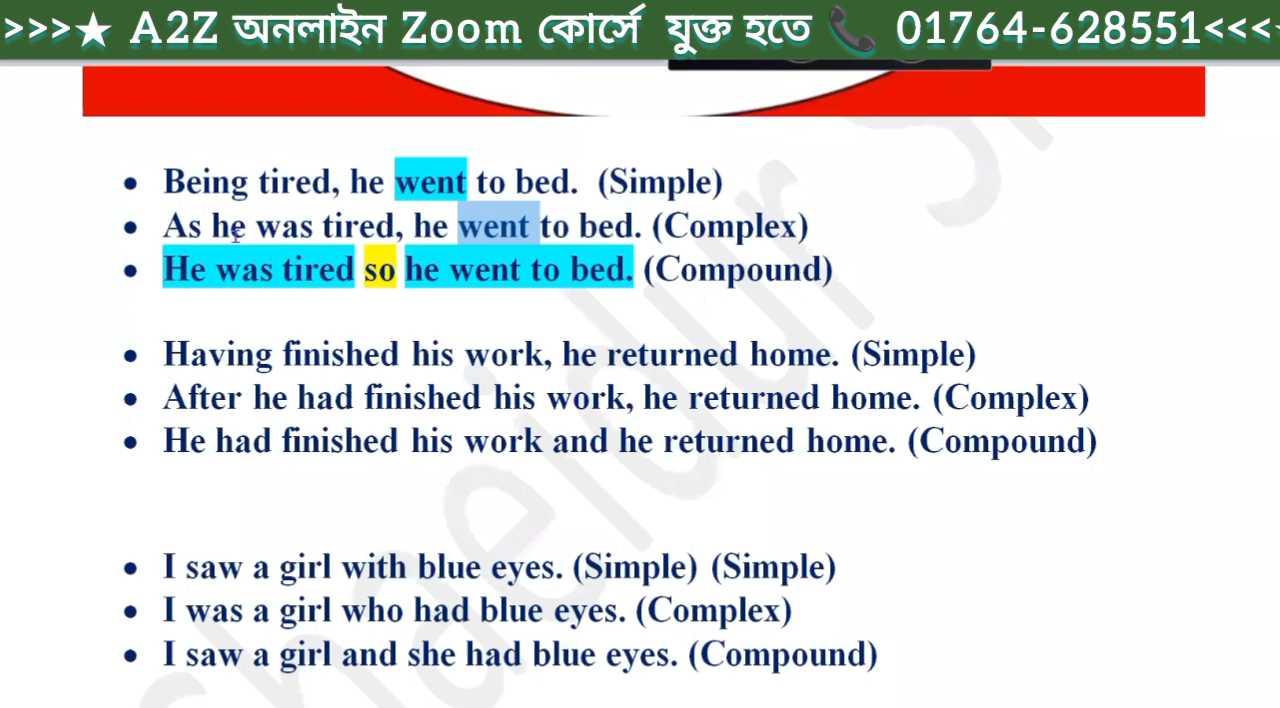 >>>★ A2Z অনলাইন Zoom কোর্সে যুক্ত হতে 📞 01764-628551<<<
• Being tired, he went to bed. (Simple)
• As he was tired, he went to bed. (Complex)
• He was tired so he went to bed. (Compound)
• Having finished his work, he returned home. (Simple)
• After he had finished his work, he returned home. (Complex)
• He had finished his work and he returned home. (Compound)
• I saw a girl with blue eyes. (Simple) (Simple)
• I was a girl who had blue eyes. (Complex)
• I saw a girl and she had blue eyes. (Compound)